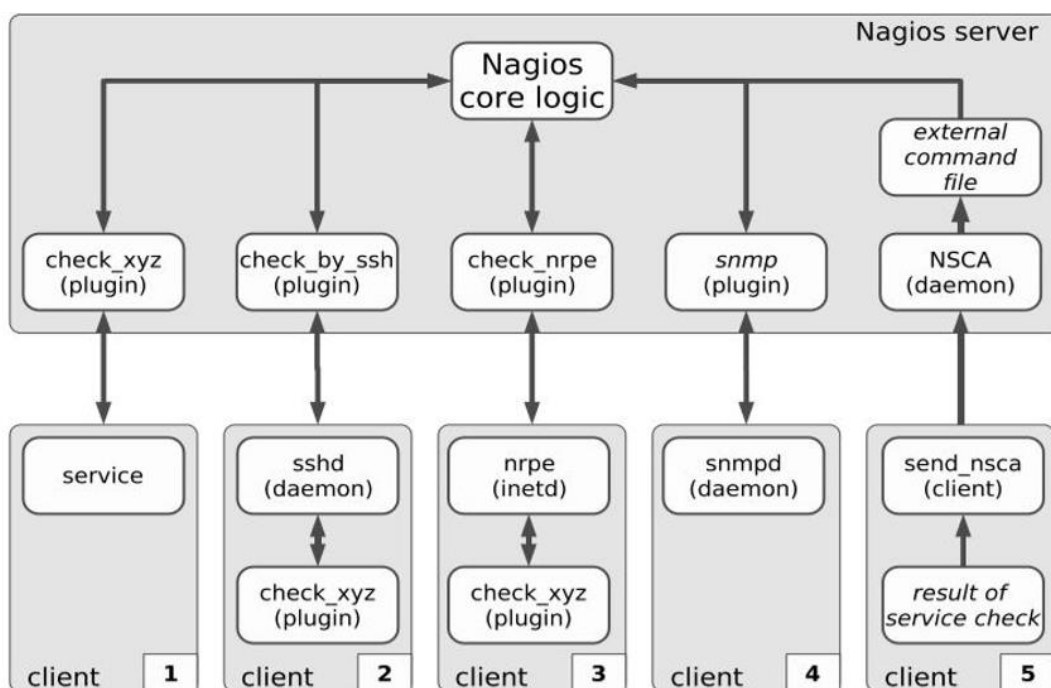 Nagios server
Nagios
core logic
external
command
file
check_xyz
(plugin)
check_by_ssh
(plugin)
check_nrpe
(plugin)
snmp
(plugin)
NSCA
(daemon)
service
client 1
sshd
(daemon)
check_xyz
(plugin)
client 2
nrpe
(inetd)
check_xyz
(plugin)
client 3
snmpd
(daemon)
client 4
send_nsca
(client)
result of
service check
client 5